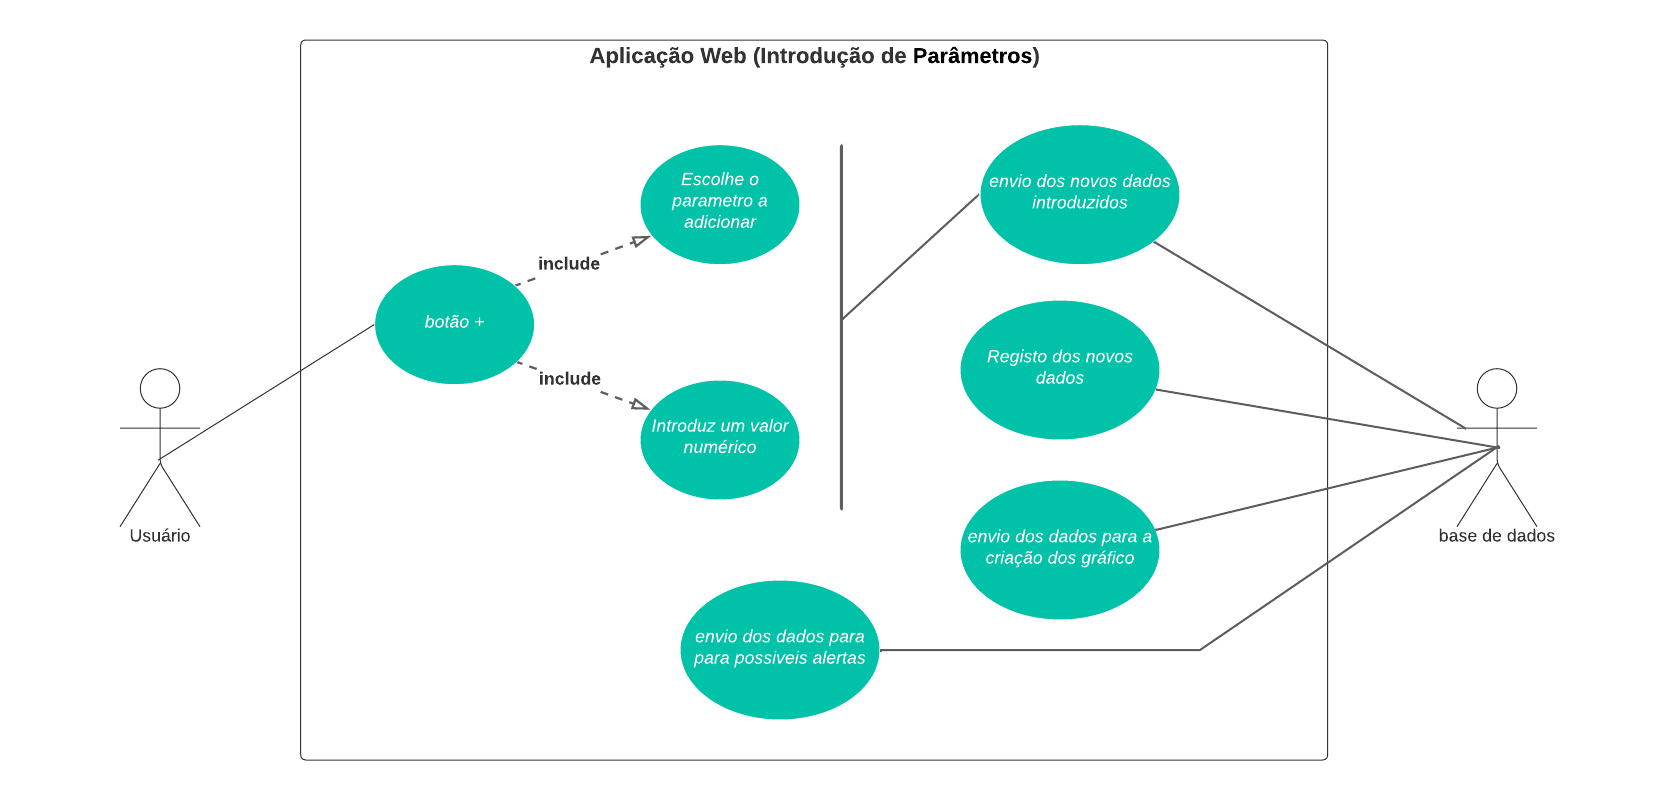 Aplicação Web (Introdução de Parâmetros)
Escolhe o
parametro a
adicionar
envio dos novos dados
introduzidos
include
botão +
Registo dos novos
dados
include
Introduz um valor
numérico
Usuário
base de dados
envio dos dados para a
criação dos gráfico
envio dos dados para
para possiveis alertas